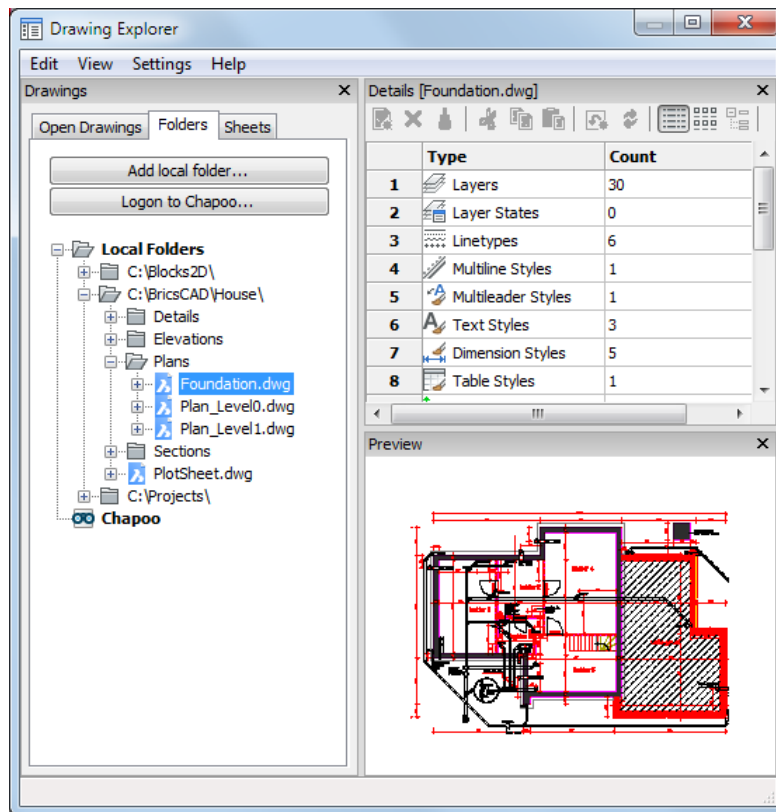 Drawing Explorer
Edit View Settings Help
Drawings
Open Drawings Folders Sheets
Add local folder...
Logon to Chapoo...
Local Folders
C:\Blocks2D\
C:\BricsCAD\House\
Details
Elevations
Plans
Foundation.dwg
Plan_Level0.dwg
Plan_Level1.dwg
Sections
PlotSheet.dwg
C:\Projects\
Chapoo
Details [Foundation.dwg]
Type Count
1 Layers 30
2 Layer States 0
3 Linetypes 6
4 Multiline Styles 1
5 Multileader Styles 1
6 Text Styles 3
7 Dimension Styles 5
8 Table Styles 1
Preview